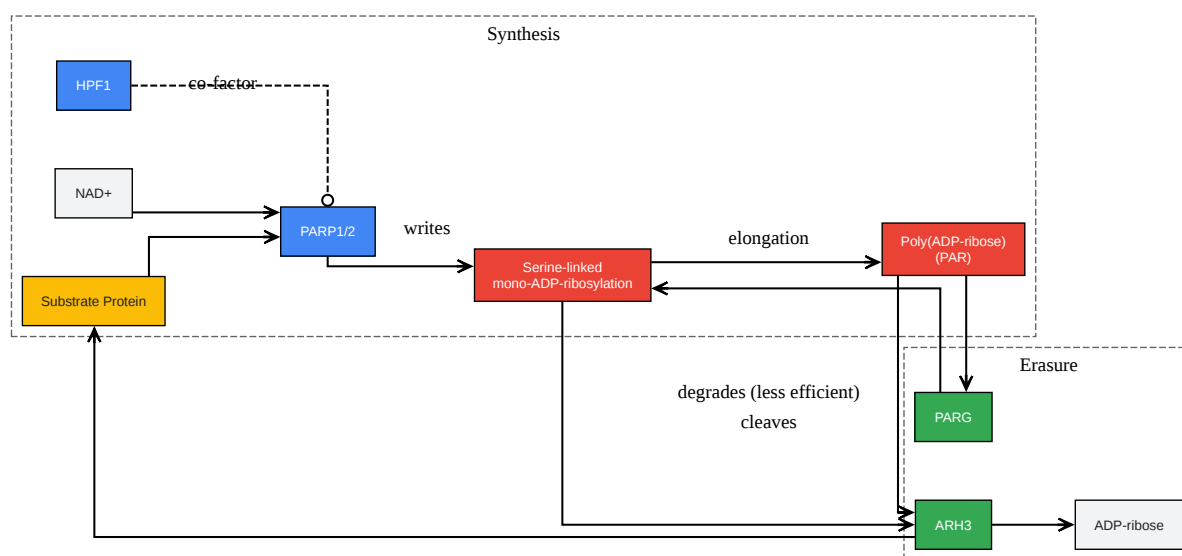 Synthesis
HPF1
co-factor
NAD+
PARP1/2
writes
Substrate Protein
Serine-linked
mono-ADP-ribosylation
elongation
Poly(ADP-ribose)
(PAR)
Erasure
degrades (less efficient)
cleaves
PARG
ARH3
ADP-ribose